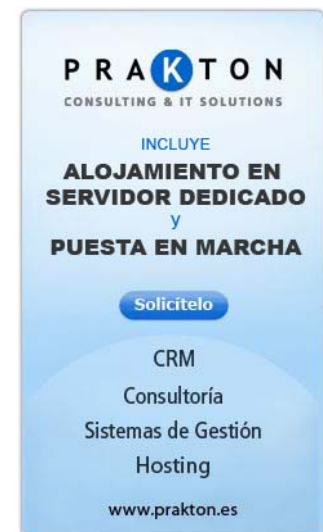 PRAKTON
CONSULTING & IT SOLUTIONS
INCLUYE
ALOJAMIENTO EN
SERVIDOR DEDICADO
y
PUESTA EN MARCHA
Solicítelo
CRM
Consultoría
Sistemas de Gestión
Hosting
www.prakton.es